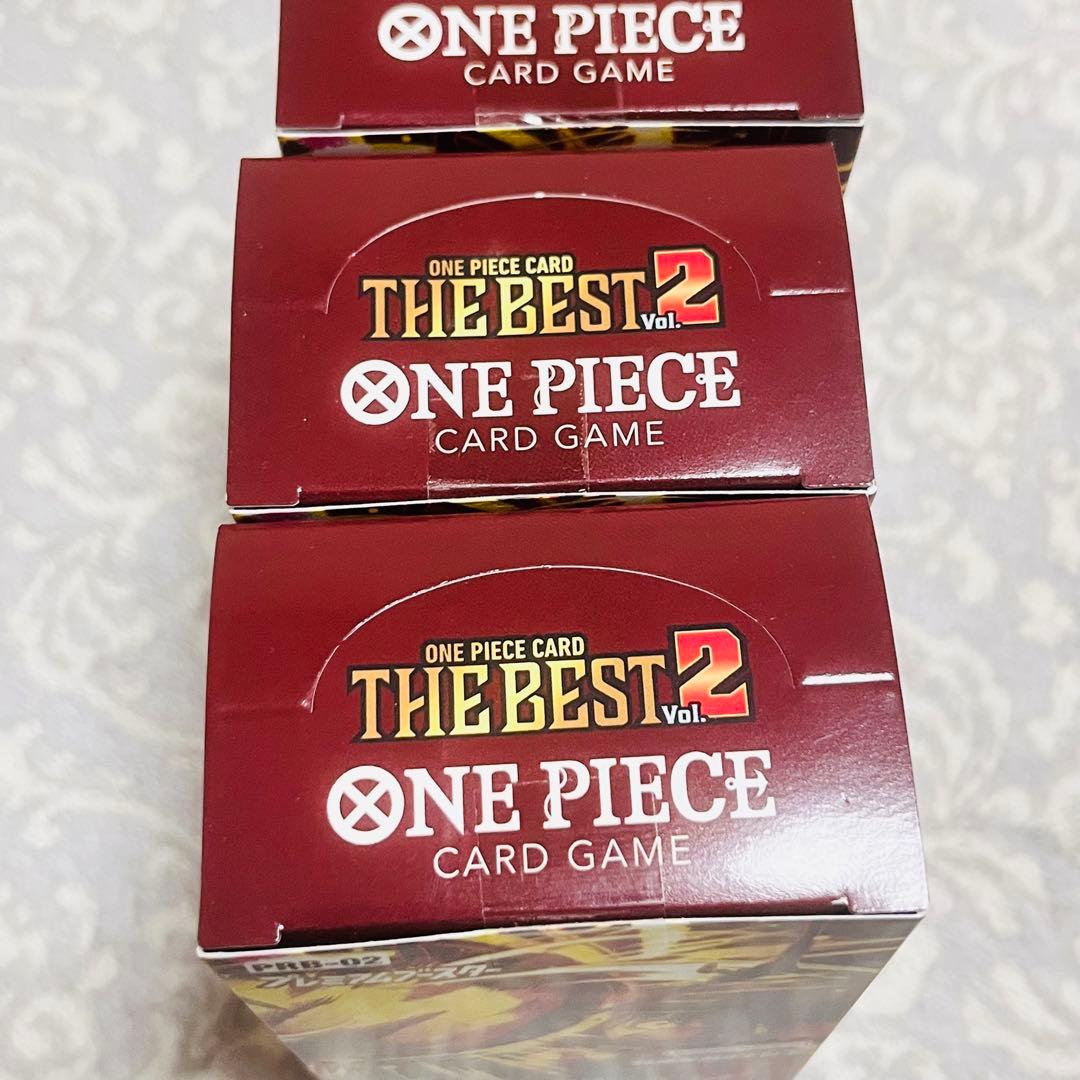 ONE PIECE
CARD GAME
ONE PIECE CARD
THE BEST Vol.2
ONE PIECE
CARD GAME
ONE PIECE CARD
THE BEST Vol.2
ONE PIECE
CARD GAME
PRB-02
プレミアムブースター